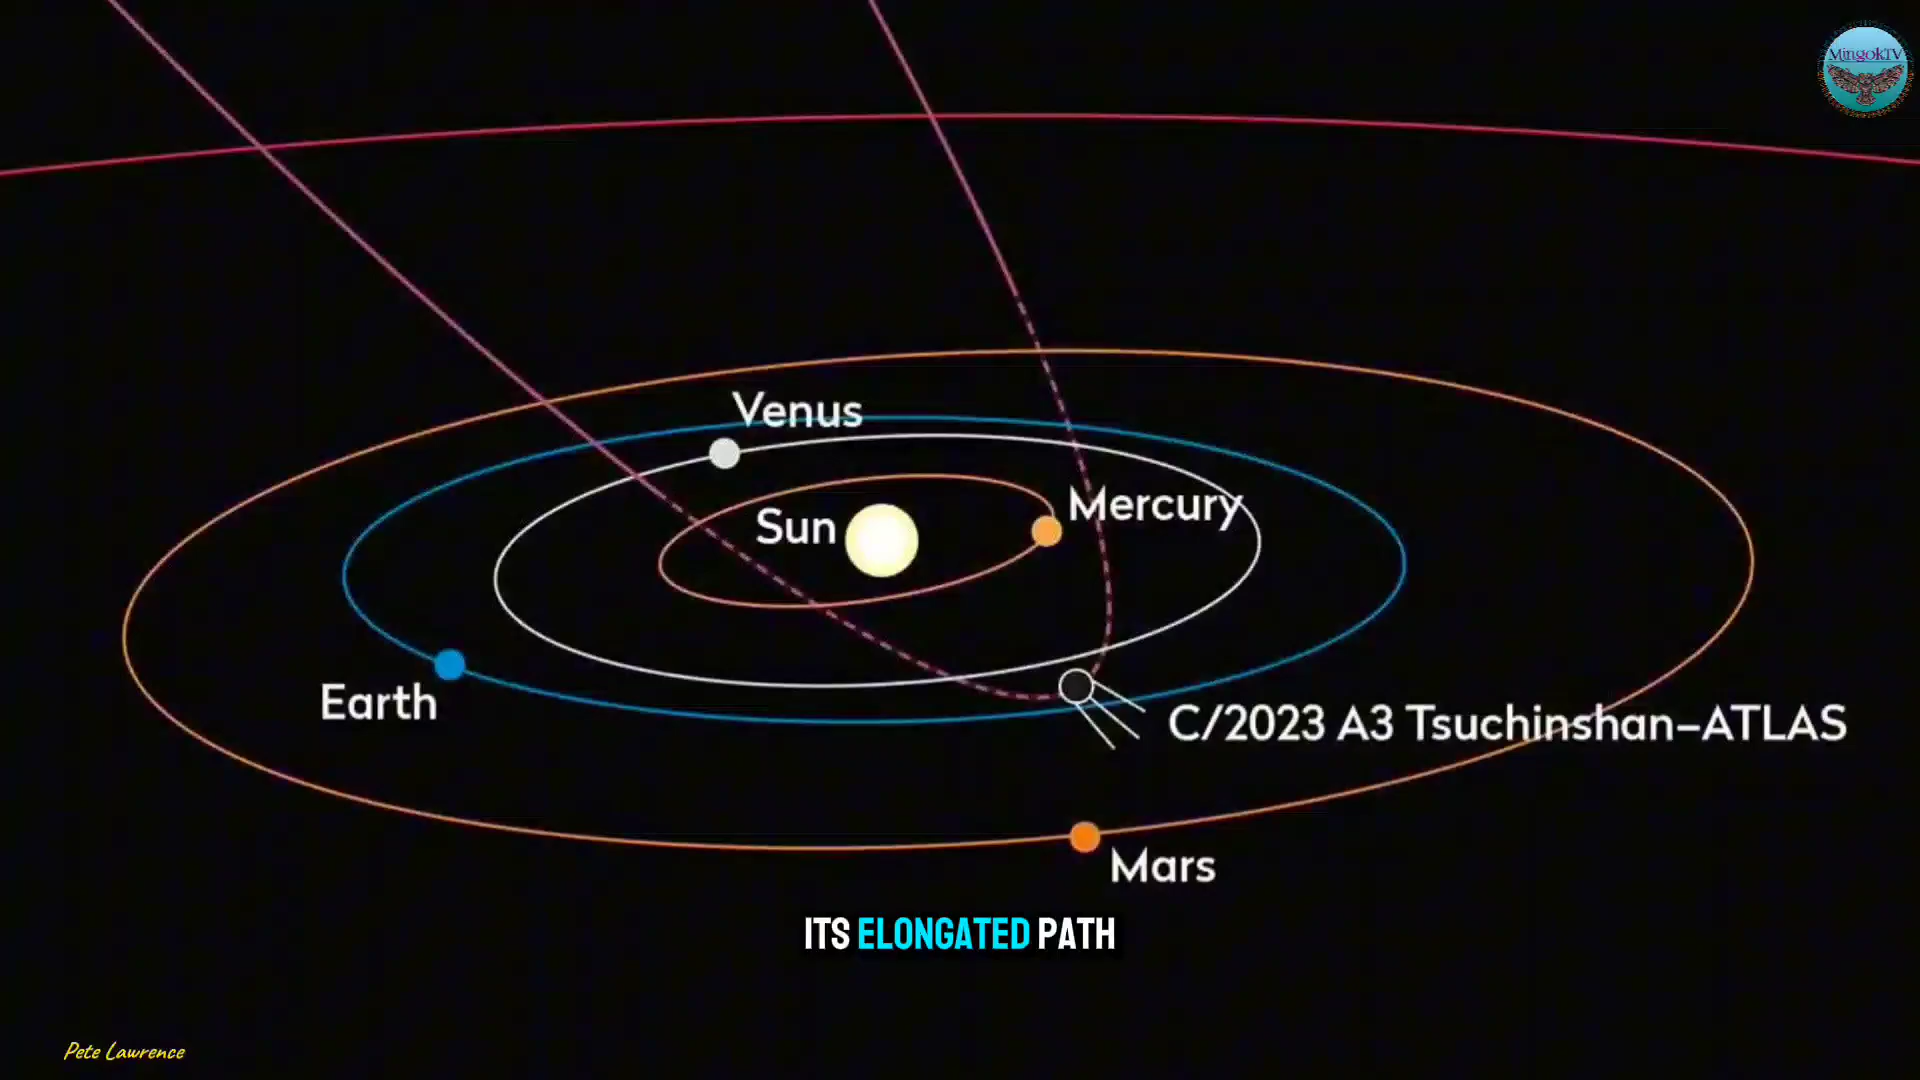 MingokTV
Venus
Sun
Mercury
Earth
C/2023 A3 Tsuchinshan–ATLAS
Mars
ITS ELONGATED PATH
Pete Lawrence